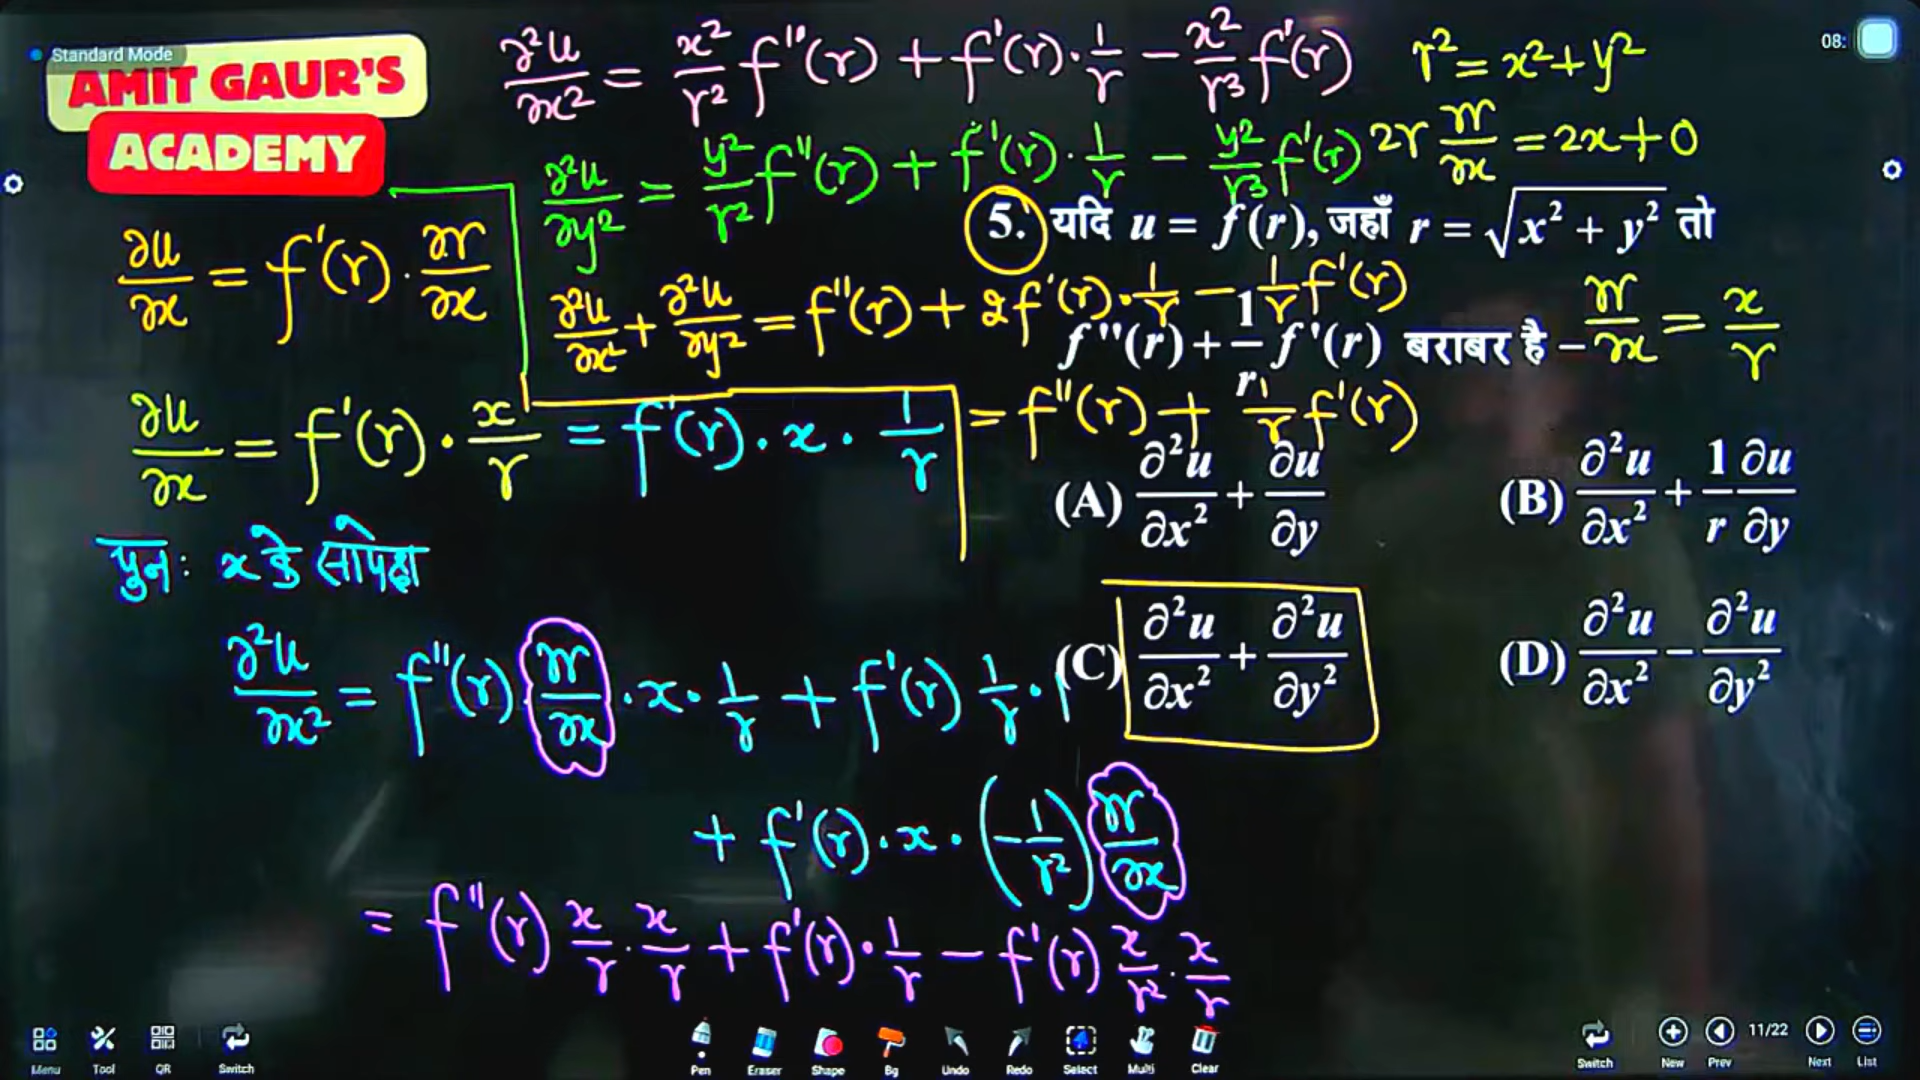 Standard Mode
AMIT GAUR'S
ACADEMY
08:
∂²u/∂x² = x²/r² f''(r) + f'(r)·1/r − x²/r³ f'(r)
r² = x² + y²
∂²u/∂y² = y²/r² f''(r) + f'(r)·1/r − y²/r³ f'(r)
2r ∂r/∂x = 2x + 0
5. यदि u = f(r), जहाँ r = √(x² + y²) तो
∂u/∂x = f'(r)·∂r/∂x
∂²u/∂x² + ∂²u/∂y² = f''(r) + 2f'(r)·1/r − 1/r f'(r)
f''(r) + 1/r f'(r) बराबर है –
∂r/∂x = x/r
= f''(r) + 1/r f'(r)
∂u/∂x = f'(r)·x/r = f'(r)·x·1/r
(A) ∂²u/∂x² + ∂u/∂y
(B) ∂²u/∂x² + 1/r ∂u/∂y
पुनः x के सापेक्ष
∂²u/∂x² = f''(r)·∂r/∂x·x·1/r + f'(r) 1/r·1
(C) ∂²u/∂x² + ∂²u/∂y²
(D) ∂²u/∂x² − ∂²u/∂y²
+ f'(r)·x·(−1/r²) ∂r/∂x
= f''(r) x/r·x/r + f'(r)·1/r − f'(r) x/r²·x/r
Menu Tool QR Switch Pen Eraser Shape Bg Undo Redo Select Multi Clear Switch New Prev 11/22 Next List